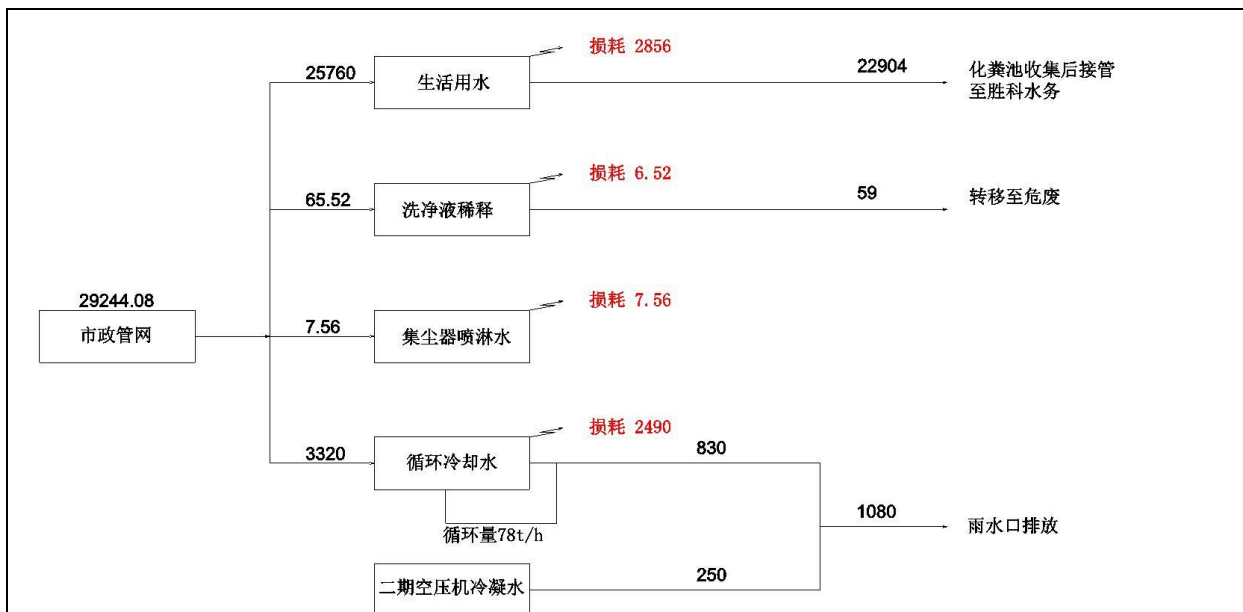 损耗 2856
25760
生活用水
22904
化粪池收集后接管
至胜科水务
损耗 6.52
65.52
洗净液稀释
59
转移至危废
29244.08
市政管网
损耗 7.56
7.56
集尘器喷淋水
损耗 2490
3320
循环冷却水
830
循环量78t/h
1080
雨水口排放
二期空压机冷凝水
250